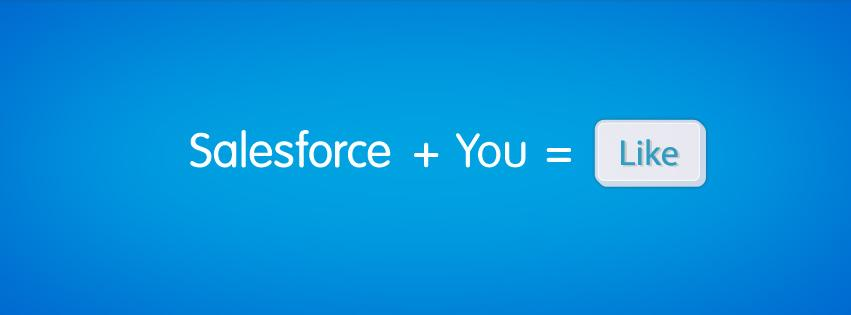 Salesforce + You = Like